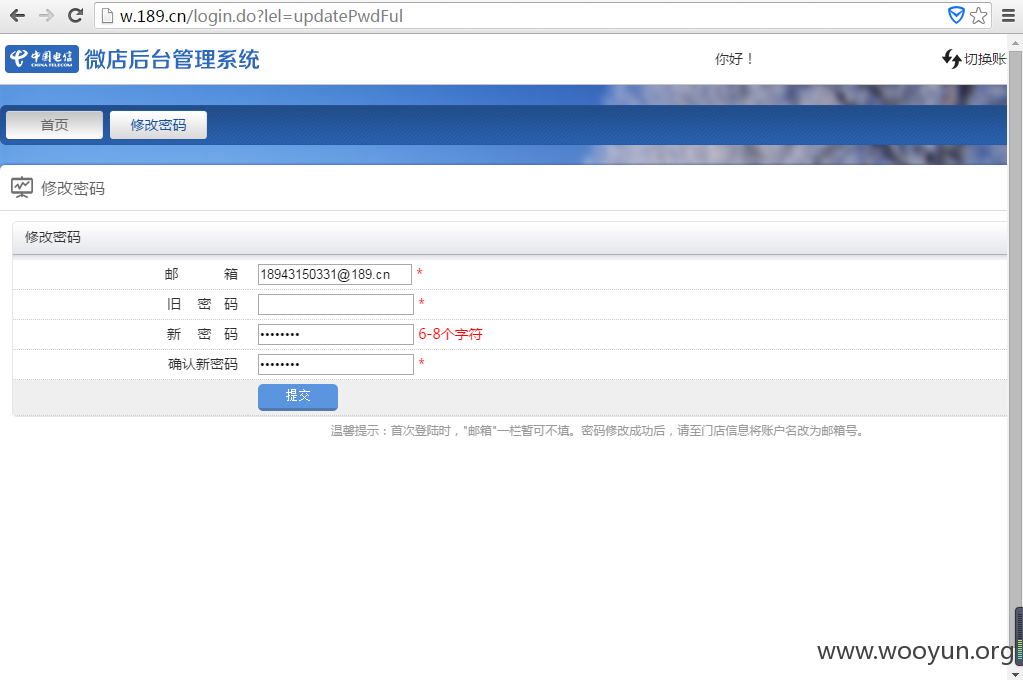 w.189.cn/login.do?lel=updatePwdFul
中国电信 CHINA TELECOM 微店后台管理系统 你好！ 切换账
首页 修改密码
修改密码
修改密码
邮 箱 18943150331@189.cn *
旧 密 码 *
新 密 码 •••••••• 6-8个字符
确认新密码 •••••••• *
提交
温馨提示：首次登陆时，"邮箱"一栏暂可不填。密码修改成功后，请至门店信息将账户名改为邮箱号。
www.wooyun.org